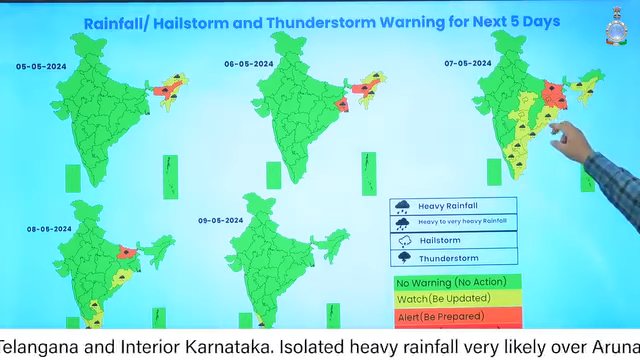 Rainfall/ Hailstorm and Thunderstorm Warning for Next 5 Days
05-05-2024
06-05-2024
07-05-2024
08-05-2024
09-05-2024
Heavy Rainfall
Heavy to very heavy Rainfall
Hailstorm
Thunderstorm
No Warning (No Action)
Watch(Be Updated)
Alert(Be Prepared)
Telangana and Interior Karnataka. Isolated heavy rainfall very likely over Aruna